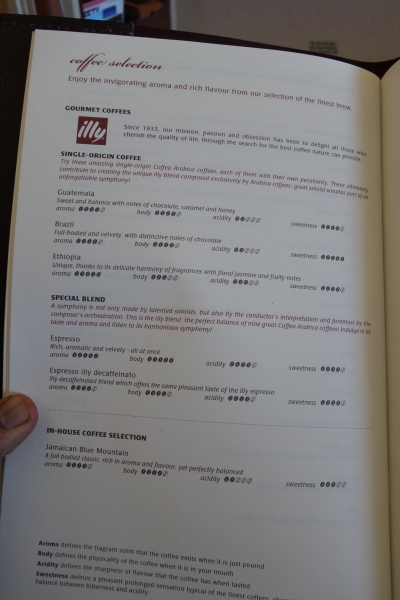 coffee selection
Enjoy the invigorating aroma and rich flavour from our selection of the finest brew
GOURMET COFFEES
illy
Since 1933, our mission, passion and obsession has been to delight all those who
cherish the quality of life, through the search for the best coffee nature can provide
SINGLE-ORIGIN COFFEE
Try these amazing single-origin Coffea Arabica coffees, each of them with their own peculiarity. These ultimately
contribute to creating the unique illy blend composed exclusively by Arabica coffees: great soloists part of an
unforgettable symphony!
Guatemala
Sweet and balance with notes of chocolate, caramel and honey
aroma body acidity sweetness
Brazil
Full-bodied and velvety, with distinctive notes of chocolate
aroma body acidity sweetness
Ethiopia
Unique, thanks to its delicate harmony of fragrances with floral jasmine and fruity notes
aroma body acidity sweetness
SPECIAL BLEND
A symphony is not only made by talented soloists, but also by the conductor's interpretation and foremost by the
composer's orchestration. This is the illy blend: the perfect balance of nine great Coffea Arabica coffees! Indulge in its
taste and aroma and listen to its harmonious symphony!
Espresso
Rich, aromatic and velvety - all at once
aroma body acidity sweetness
Espresso illy decaffeinato
Illy decaffeinated blend which offers the same pleasant taste of the illy espresso
aroma body acidity sweetness
IN-HOUSE COFFEE SELECTION
Jamaican Blue Mountain
A full bodied classic, rich in aroma and flavour, yet perfectly balanced
aroma body acidity sweetness
Aroma defines the fragrant scent that the coffee emits when it is just poured
Body defines the physicality of the coffee when it is in your mouth
Acidity defines the sharpness of flavour that the coffee has when tasted
Sweetness defines a pleasant prolonged sensation typical of the finest coffees,
balance between bitterness and acidity